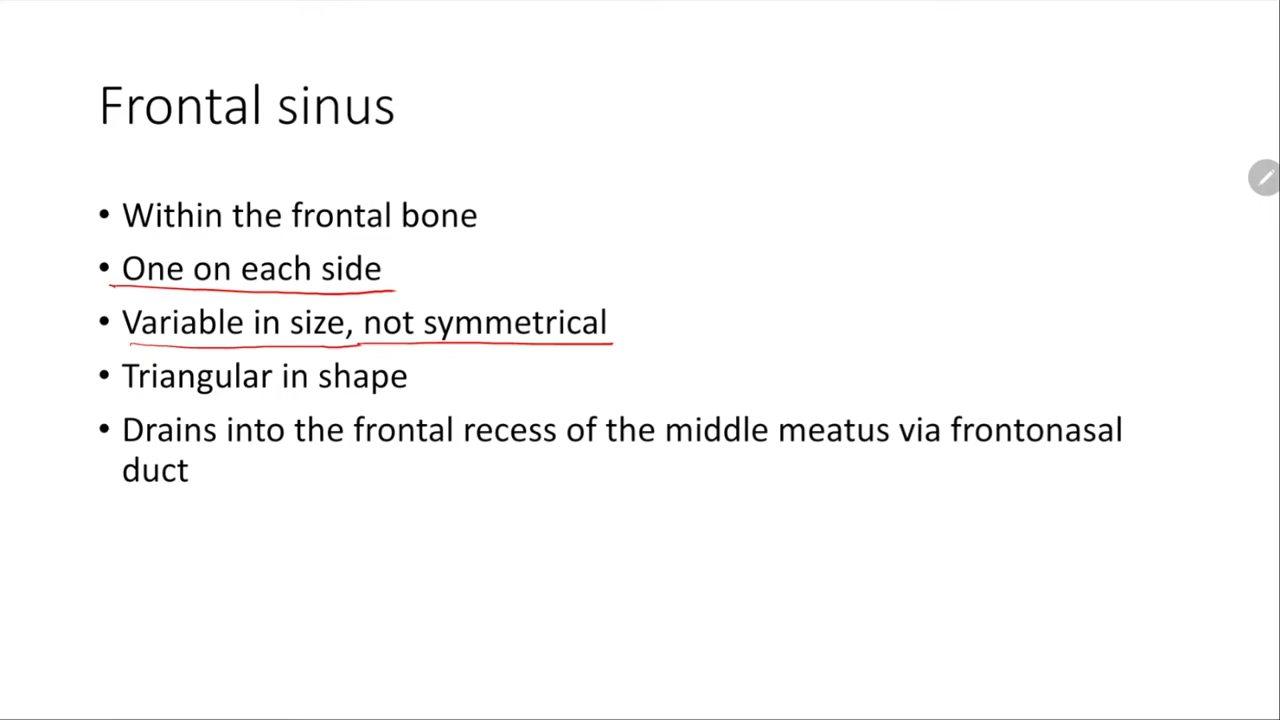 Frontal sinus
• Within the frontal bone
• One on each side
• Variable in size, not symmetrical
• Triangular in shape
• Drains into the frontal recess of the middle meatus via frontonasal
duct